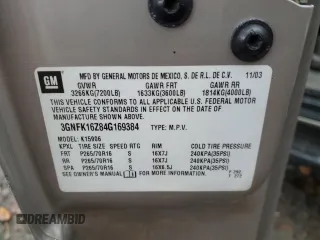 GM
MFD BY GENERAL MOTORS DE MEXICO, S. DE R.L. DE C.V. 11/03
GVWR GAWR FRT GAWR RR
3266KG(7200LB) 1633KG(3600LB) 1814KG(4000LB)
THIS VEHICLE CONFORMS TO ALL APPLICABLE U.S. FEDERAL MOTOR
VEHICLE SAFETY STANDARDS IN EFFECT ON THE DATE OF
MANUFACTURE SHOWN ABOVE.
3GNFK16Z84G169384 TYPE: M.P.V.
MODEL: K15906
TIRE SIZE SPEED RTG RIM COLD TIRE PRESSURE
FRT P265/70R16 S 16X7J 240KPA(35PSI)
RR P265/70R16 S 16X7J 240KPA(35PSI)
SPA P265/70R16 S 16X6.5J 240KPA(35PSI)
SEE OWNER'S MANUAL FOR ADDITIONAL INFORMATION.
DREAMBID